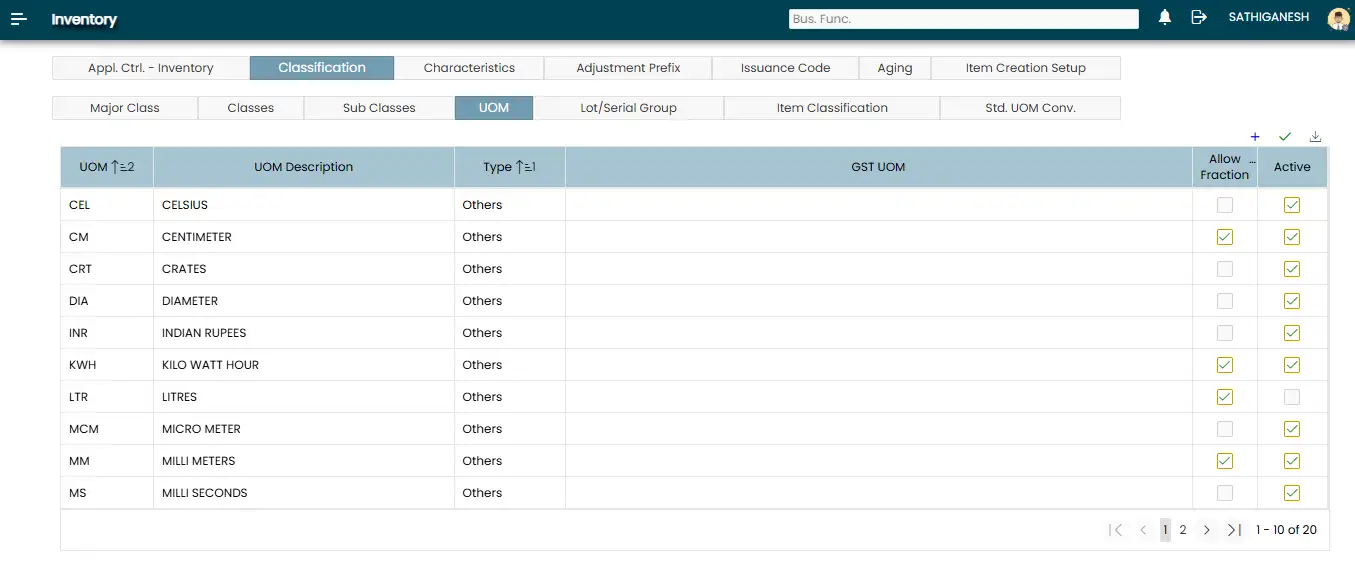 Inventory
Bus. Func.
SATHIGANESH
Appl. Ctrl. - Inventory Classification Characteristics Adjustment Prefix Issuance Code Aging Item Creation Setup
Major Class Classes Sub Classes UOM Lot/Serial Group Item Classification Std. UOM Conv.
UOM 2 UOM Description Type 1 GST UOM Allow ... Fraction Active
CEL CELSIUS Others
CM CENTIMETER Others
CRT CRATES Others
DIA DIAMETER Others
INR INDIAN RUPEES Others
KWH KILO WATT HOUR Others
LTR LITRES Others
MCM MICRO METER Others
MM MILLI METERS Others
MS MILLI SECONDS Others
1 2 1 - 10 of 20